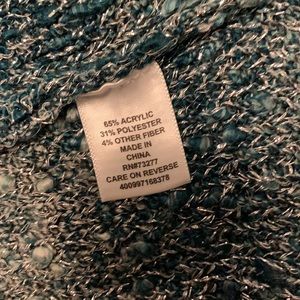 65% ACRYLIC
31% POLYESTER
4% OTHER FIBER
MADE IN
CHINA
RN#73277
CARE ON REVERSE
400997168378